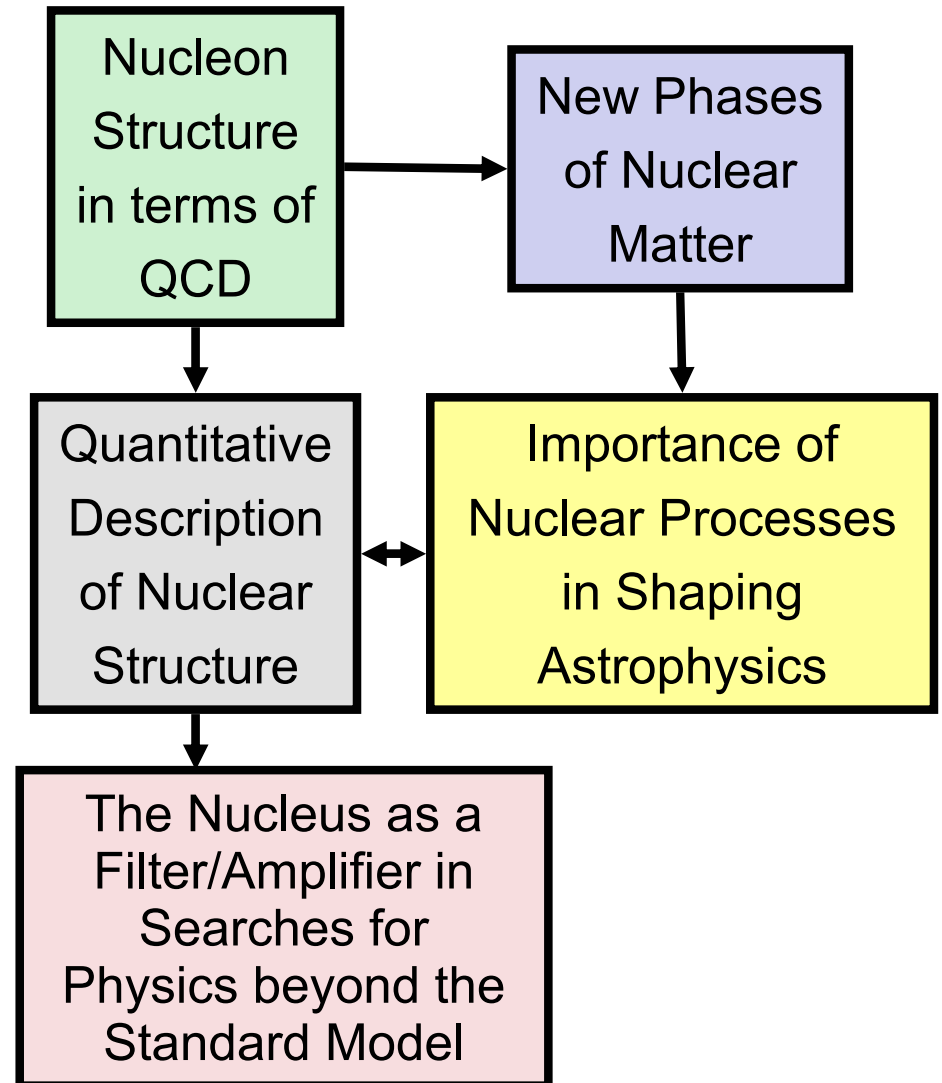 Nucleon
Structure
in terms of
QCD
New Phases
of Nuclear
Matter
Quantitative
Description
of Nuclear
Structure
Importance of
Nuclear Processes
in Shaping
Astrophysics
The Nucleus as a
Filter/Amplifier in
Searches for
Physics beyond the
Standard Model